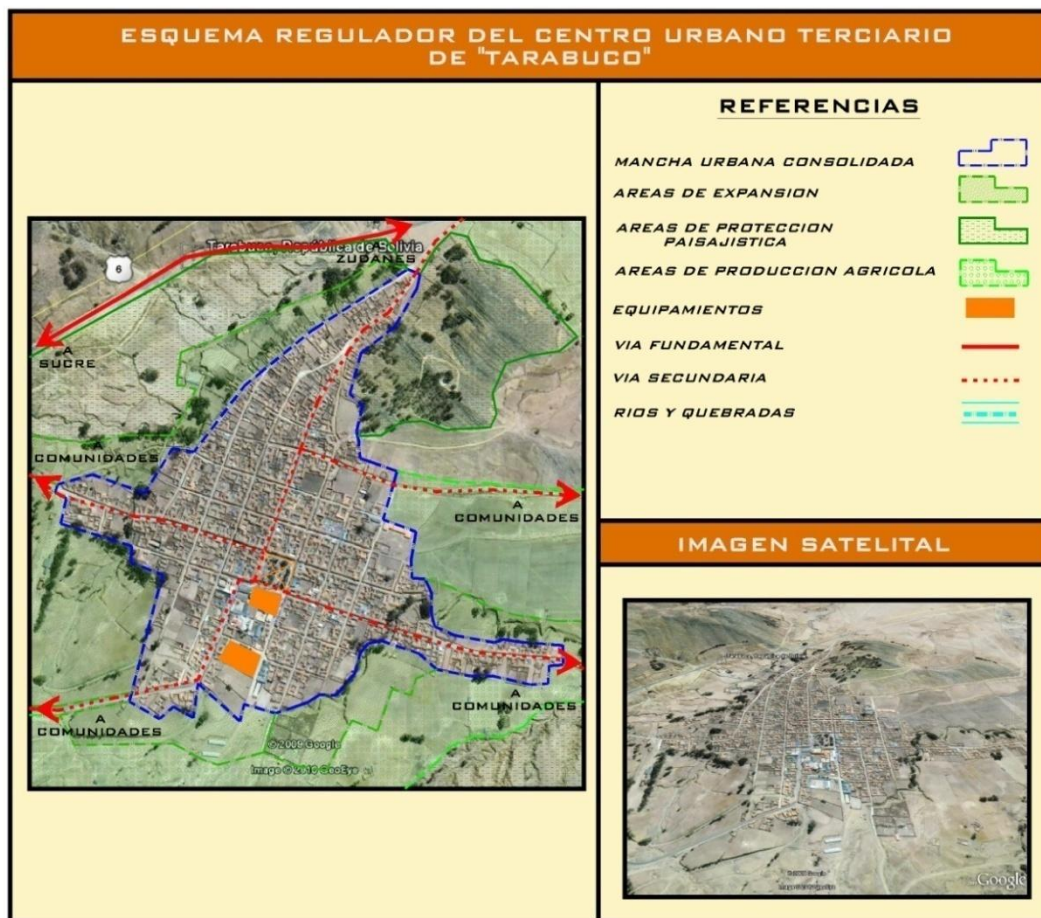 ESQUEMA REGULADOR DEL CENTRO URBANO TERCIARIO
DE "TARABUCO"
Tarabuco, República de Bolivia
6
A
ZUDAÑES
A
SUCRE
A
COMUNIDADES
A
COMUNIDADES
A
COMUNIDADES
A
COMUNIDADES
© 2009 Google
Image © 2010 GeoEye
REFERENCIAS
MANCHA URBANA CONSOLIDADA
AREAS DE EXPANSION
AREAS DE PROTECCION
PAISAJISTICA
AREAS DE PRODUCCION AGRICOLA
EQUIPAMIENTOS
VIA FUNDAMENTAL
VIA SECUNDARIA
RIOS Y QUEBRADAS
IMAGEN SATELITAL
Google